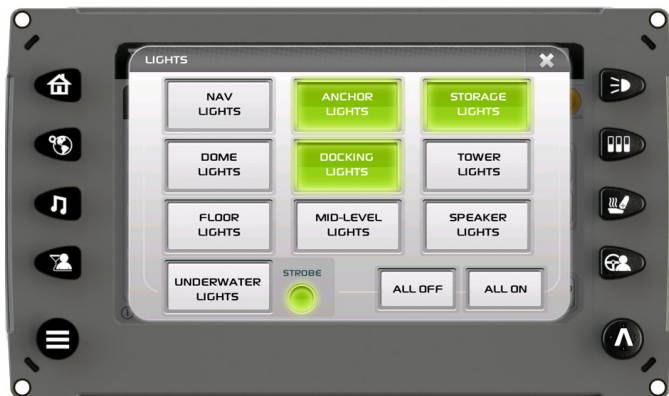 LIGHTS
NAV
LIGHTS
ANCHOR
LIGHTS
STORAGE
LIGHTS
DOME
LIGHTS
DOCKING
LIGHTS
TOWER
LIGHTS
FLOOR
LIGHTS
MID-LEVEL
LIGHTS
SPEAKER
LIGHTS
UNDERWATER
LIGHTS
STROBE
ALL OFF
ALL ON